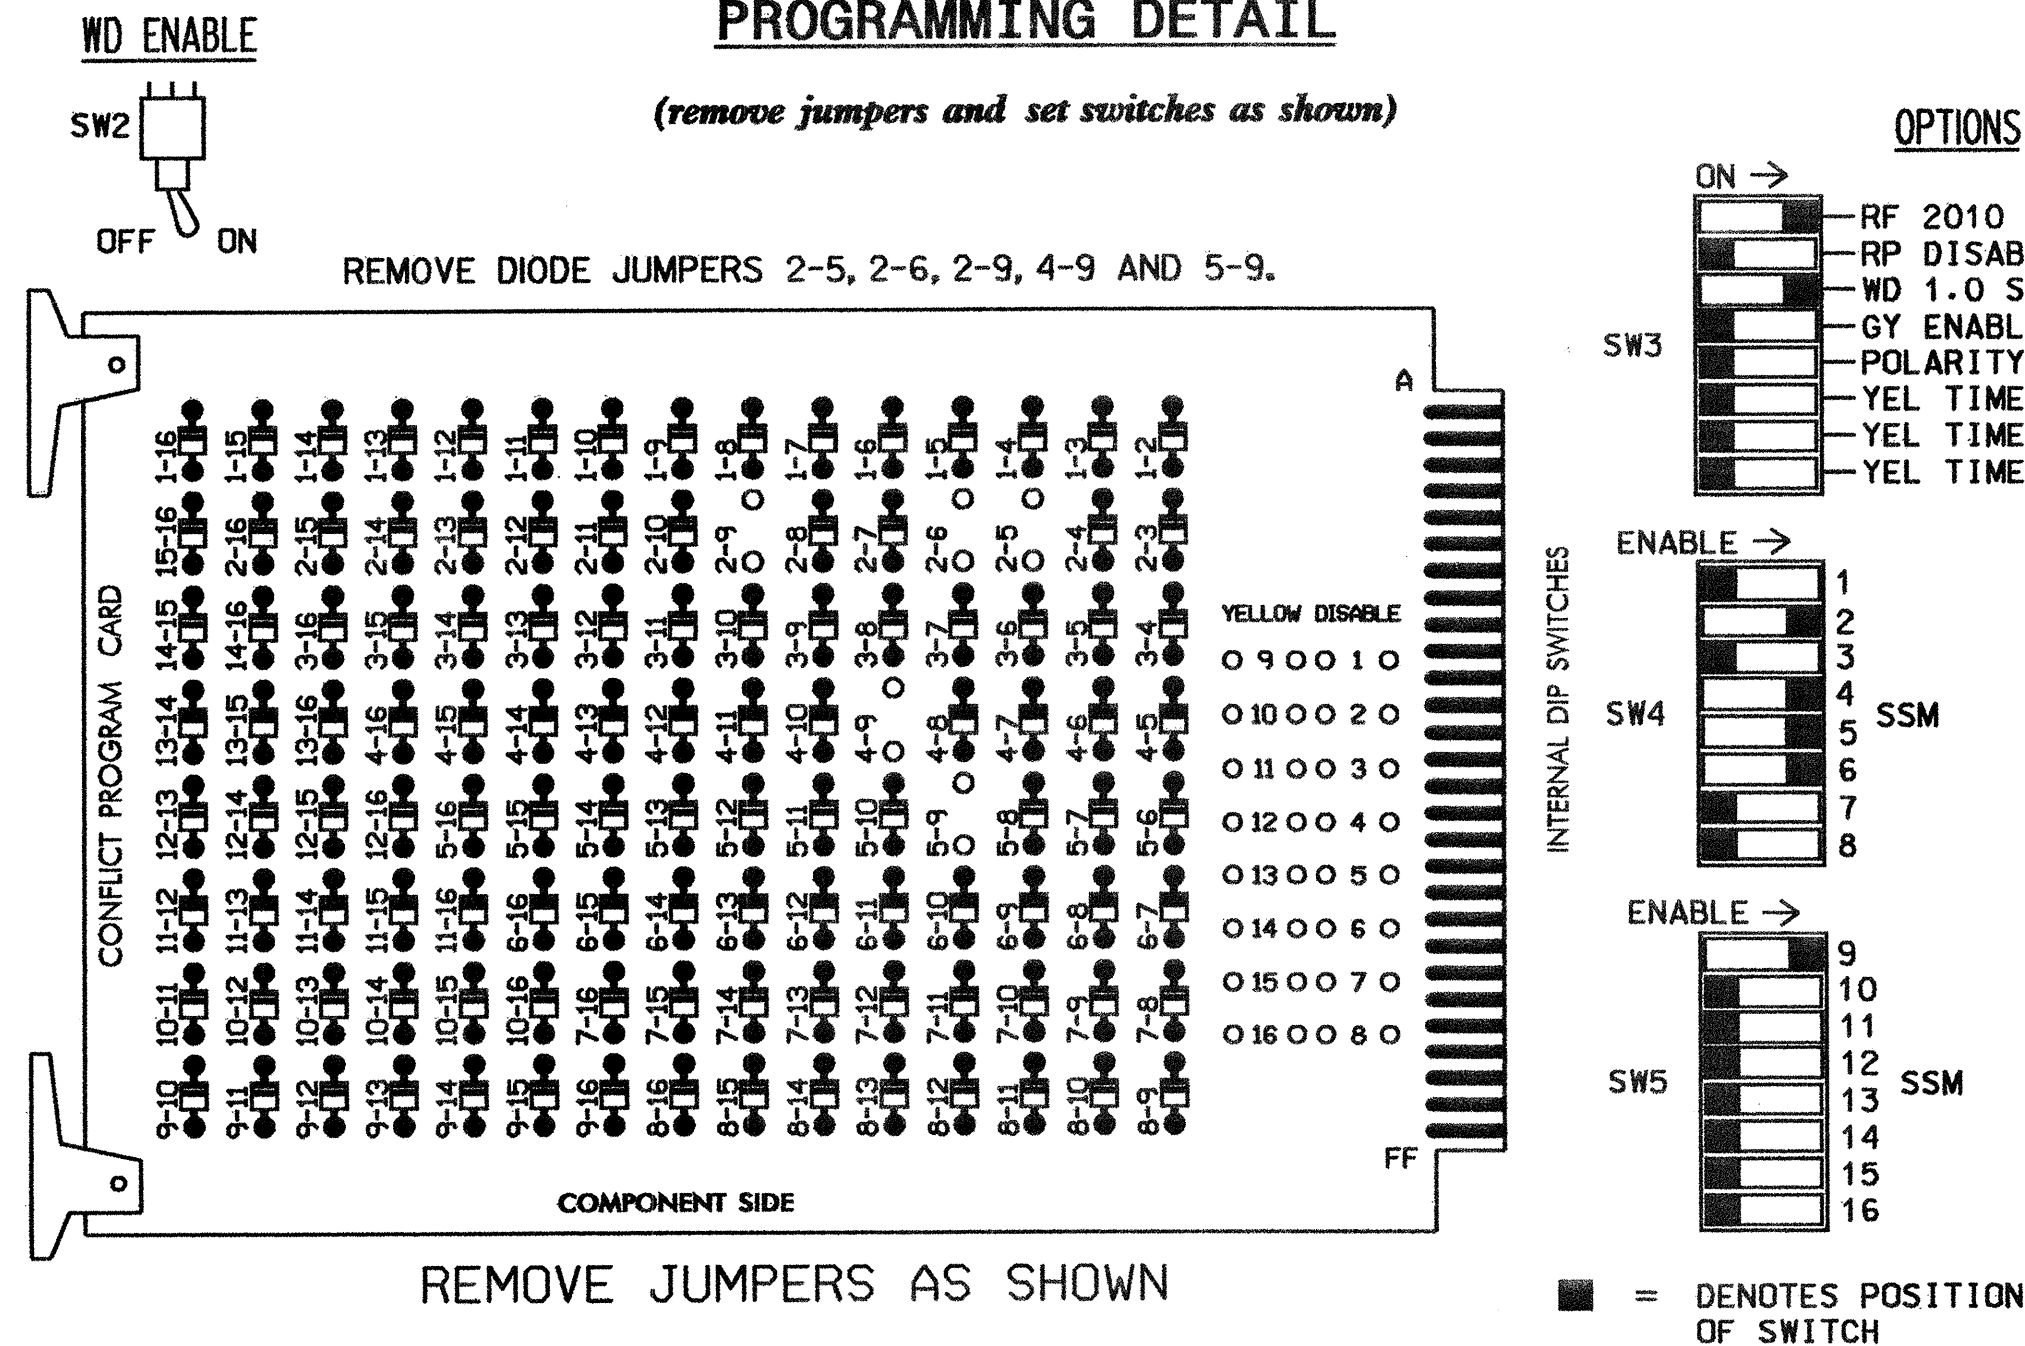 PROGRAMMING DETAIL
(remove jumpers and set switches as shown)
WD ENABLE
SW2
OFF
ON
REMOVE DIODE JUMPERS 2-5, 2-6, 2-9, 4-9 AND 5-9.
CONFLICT PROGRAM CARD
1-16 1-15 1-14 1-13 1-12 1-11 1-10 1-9 1-8 1-7 1-6 1-5 1-4 1-3 1-2
15-16 2-16 2-15 2-14 2-13 2-12 2-11 2-10 2-9 2-8 2-7 2-6 2-5 2-4 2-3
14-15 14-16 3-16 3-15 3-14 3-13 3-12 3-11 3-10 3-9 3-8 3-7 3-6 3-5 3-4
13-14 13-15 13-16 4-16 4-15 4-14 4-13 4-12 4-11 4-10 4-9 4-8 4-7 4-6 4-5
12-13 12-14 12-15 12-16 5-16 5-15 5-14 5-13 5-12 5-11 5-10 5-9 5-8 5-7 5-6
11-12 11-13 11-14 11-15 11-16 6-16 6-15 6-14 6-13 6-12 6-11 6-10 6-9 6-8 6-7
10-11 10-12 10-13 10-14 10-15 10-16 7-16 7-15 7-14 7-13 7-12 7-11 7-10 7-9 7-8
9-10 9-11 9-12 9-13 9-14 9-15 9-16 8-16 8-15 8-14 8-13 8-12 8-11 8-10 8-9
A
YELLOW DISABLE
9 1
10 2
11 3
12 4
13 5
14 6
15 7
16 8
FF
COMPONENT SIDE
REMOVE JUMPERS AS SHOWN
INTERNAL DIP SWITCHES
OPTIONS
ON →
SW3
RF 2010
RP DISAB
WD 1.0 S
GY ENABL
POLARITY
YEL TIME
YEL TIME
YEL TIME
ENABLE →
SW4
1
2
3
4
5
6
7
8
SSM
ENABLE →
SW5
9
10
11
12
13
14
15
16
SSM
= DENOTES POSITION
OF SWITCH